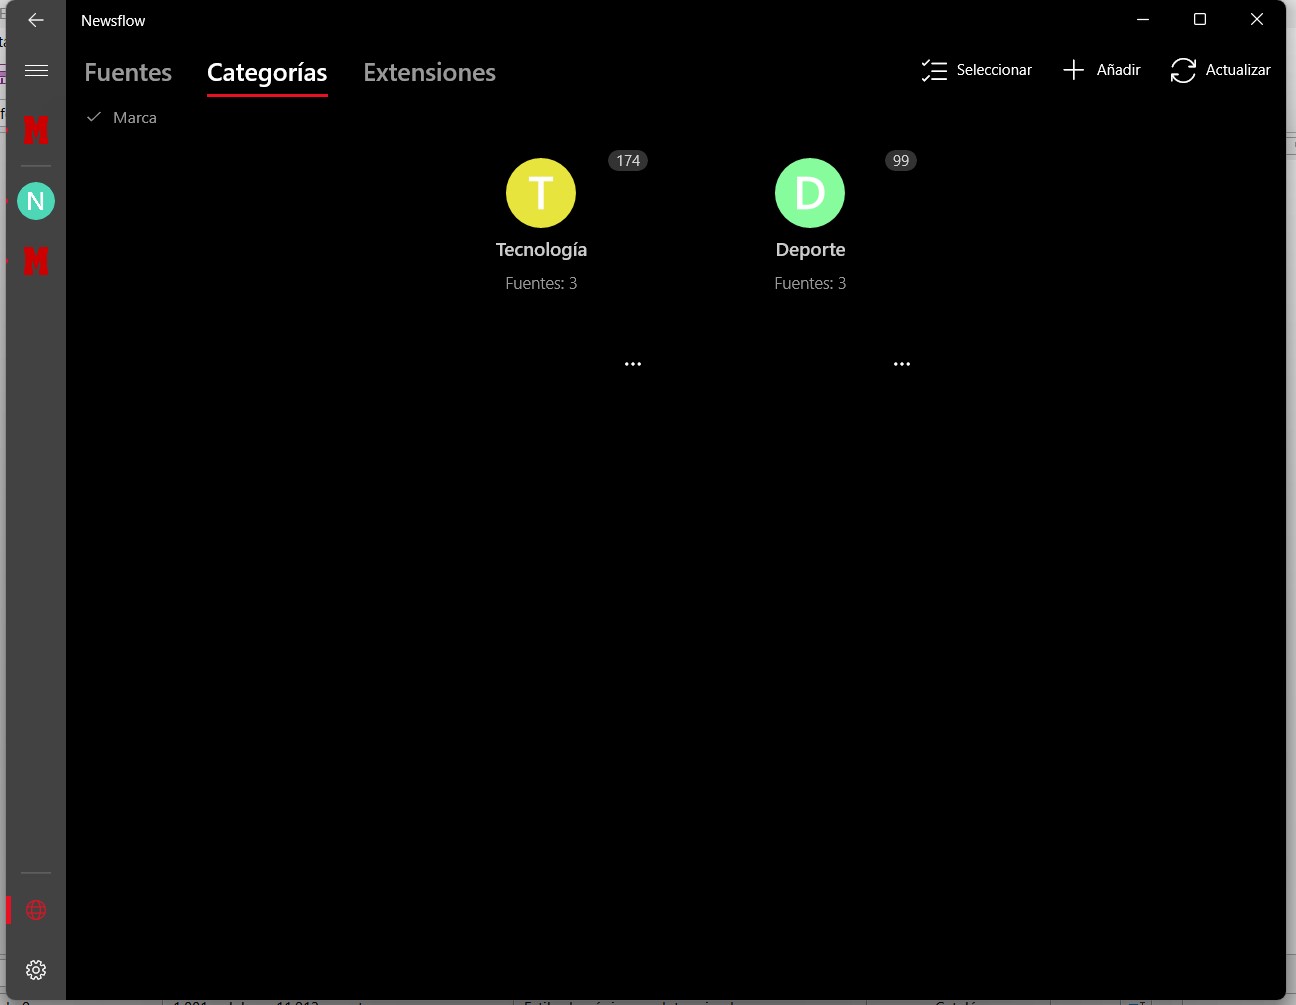 Newsflow
Fuentes Categorías Extensiones Seleccionar Añadir Actualizar
Marca
M
N
M
174 99
T D
Tecnología Deporte
Fuentes: 3 Fuentes: 3